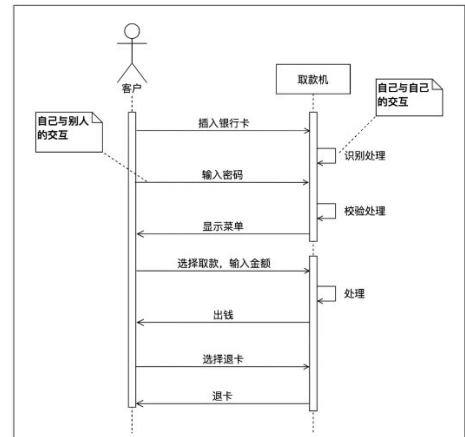 客户
取款机
自己与自己
的交互
自己与别人
的交互
插入银行卡
识别处理
输入密码
校验处理
显示菜单
选择取款，输入金额
处理
出钱
选择退卡
退卡